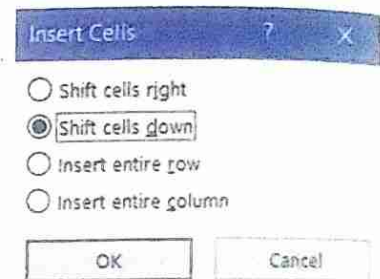 Insert Cells ? X
Shift cells right
Shift cells down
Insert entire row
Insert entire column
OK Cancel